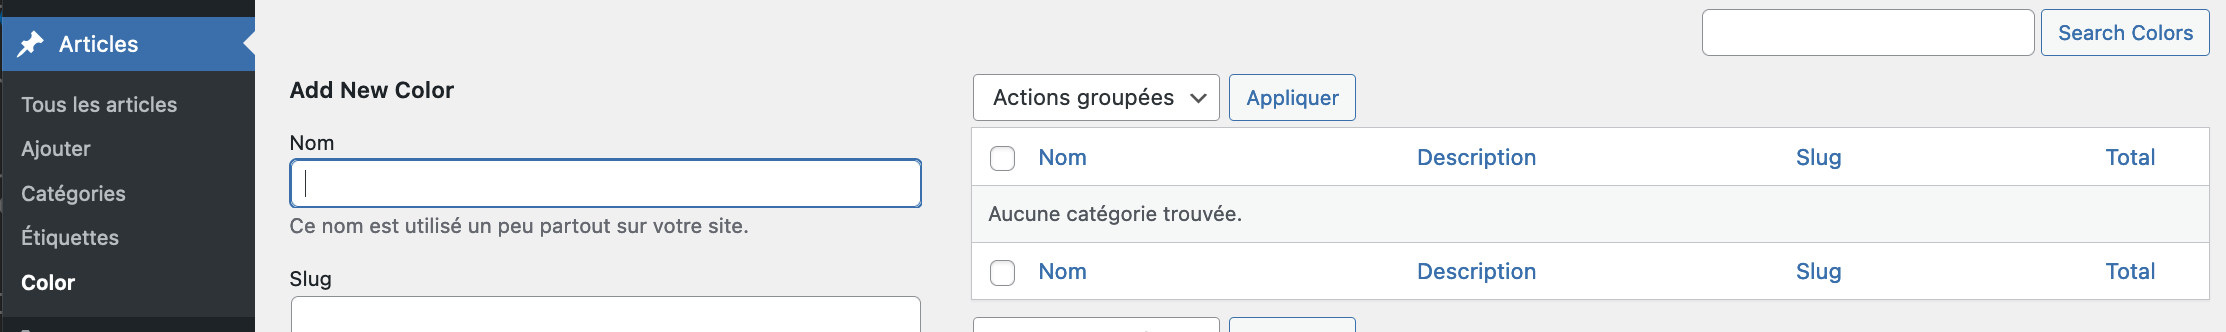 Articles
Tous les articles
Ajouter
Catégories
Étiquettes
Color
Add New Color
Nom
Ce nom est utilisé un peu partout sur votre site.
Slug
Search Colors
Actions groupées
Appliquer
Nom Description Slug Total
Aucune catégorie trouvée.
Nom Description Slug Total